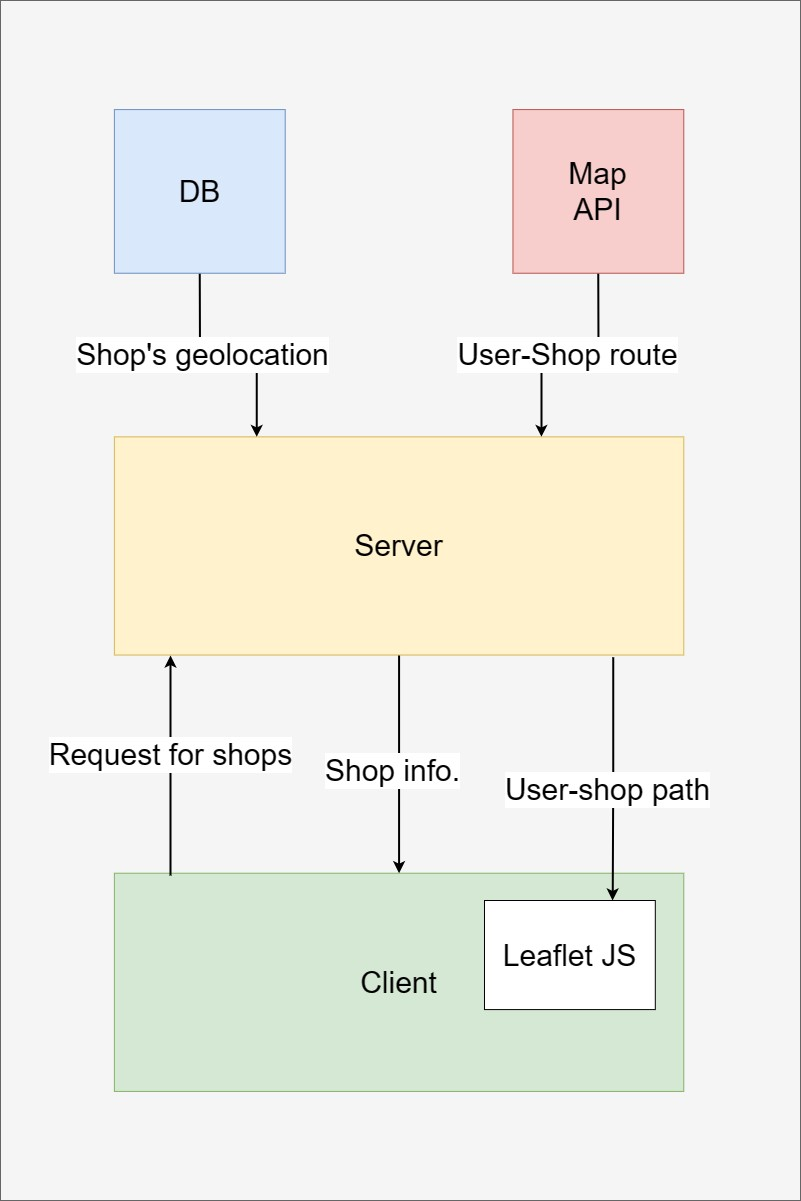 DB
Map
API
Shop's geolocation
User-Shop route
Server
Request for shops
Shop info.
User-shop path
Leaflet JS
Client